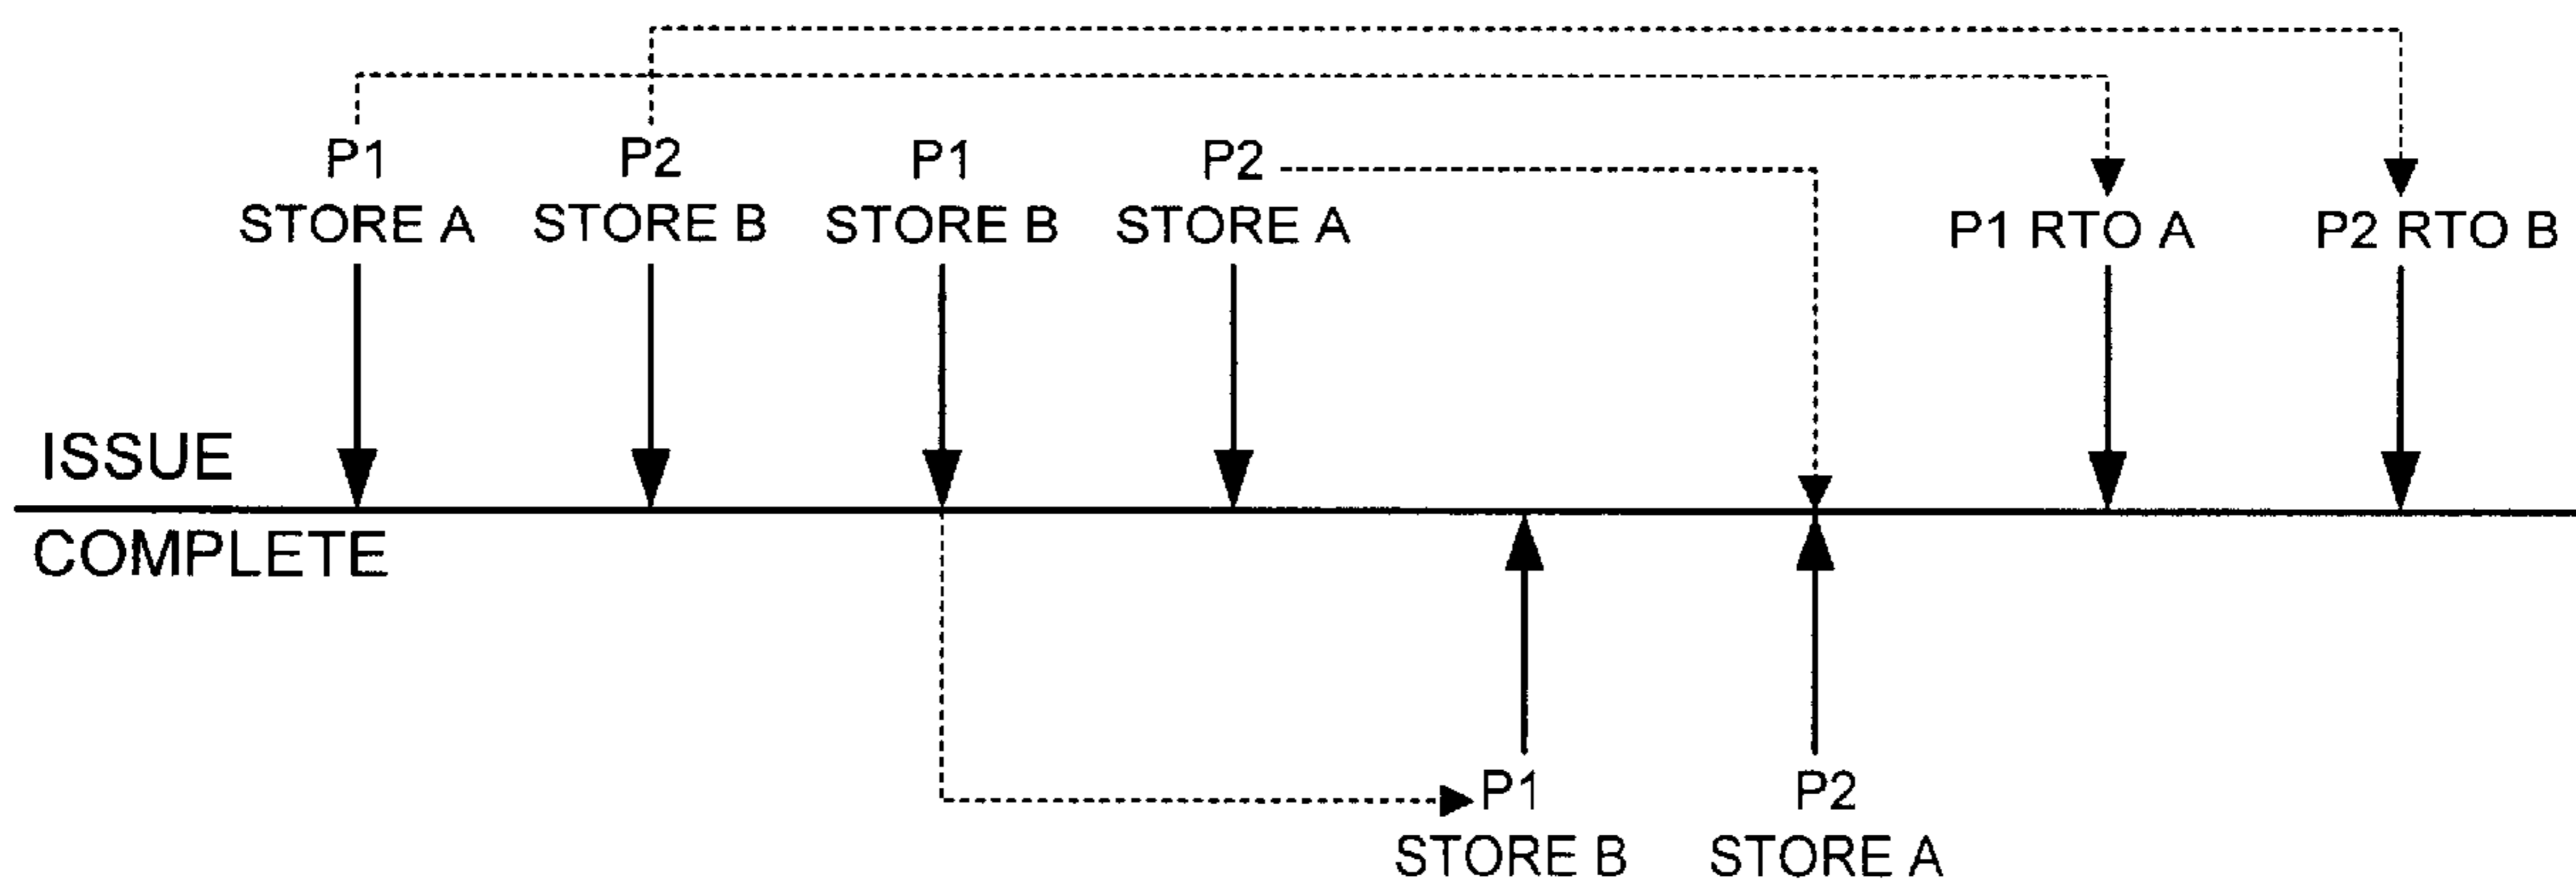 P1
STORE A
P2
STORE B
P1
STORE B
P2
STORE A
P1 RTO A
P2 RTO B
ISSUE
COMPLETE
P1
STORE B
P2
STORE A